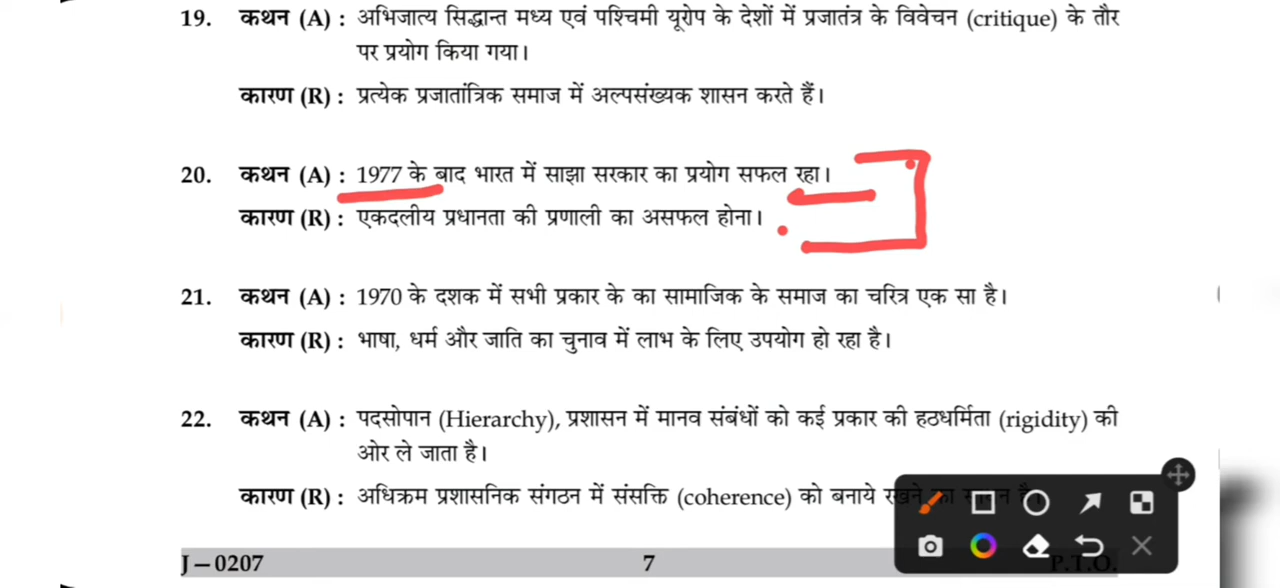 19. कथन (A) : अभिजात्य सिद्धान्त मध्य एवं पश्चिमी यूरोप के देशों में प्रजातंत्र के विवेचन (critique) के तौर
पर प्रयोग किया गया।
कारण (R) : प्रत्येक प्रजातांत्रिक समाज में अल्पसंख्यक शासन करते हैं।
20. कथन (A) : 1977 के बाद भारत में साझा सरकार का प्रयोग सफल रहा।
कारण (R) : एकदलीय प्रधानता की प्रणाली का असफल होना।
21. कथन (A) : 1970 के दशक में सभी प्रकार के का सामाजिक के समाज का चरित्र एक सा है।
कारण (R) : भाषा, धर्म और जाति का चुनाव में लाभ के लिए उपयोग हो रहा है।
22. कथन (A) : पदसोपान (Hierarchy), प्रशासन में मानव संबंधों को कई प्रकार की हठधर्मिता (rigidity) की
ओर ले जाता है।
कारण (R) : अधिक्रम प्रशासनिक संगठन में संसक्ति (coherence) को बनाये रखने का है।
J – 0207 7 P.T.O.